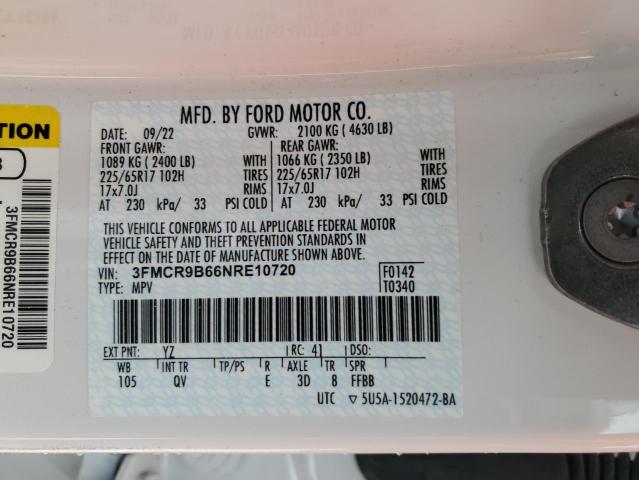 MFD. BY FORD MOTOR CO.
DATE: 09/22 GVWR: 2100 KG ( 4630 LB)
FRONT GAWR: REAR GAWR:
1089 KG ( 2400 LB) WITH 1066 KG ( 2350 LB) WITH
225/65R17 102H TIRES 225/65R17 102H TIRES
17x7.0J RIMS 17x7.0J RIMS
AT 230 kPa/ 33 PSI COLD AT 230 kPa/ 33 PSI COLD
THIS VEHICLE CONFORMS TO ALL APPLICABLE FEDERAL MOTOR
VEHICLE SAFETY AND THEFT PREVENTION STANDARDS IN
EFFECT ON THE DATE OF MANUFACTURE SHOWN ABOVE.
VIN: 3FMCR9B66NRE10720 F0142
TYPE: MPV T0340
EXT PNT: YZ RC: 41 DSO:
WB INT TR TP/PS R AXLE TR SPR
105 QV E 3D 8 FFBB
UTC ▽ 5U5A-1520472-BA
TION
3FMCR9B66NRE10720